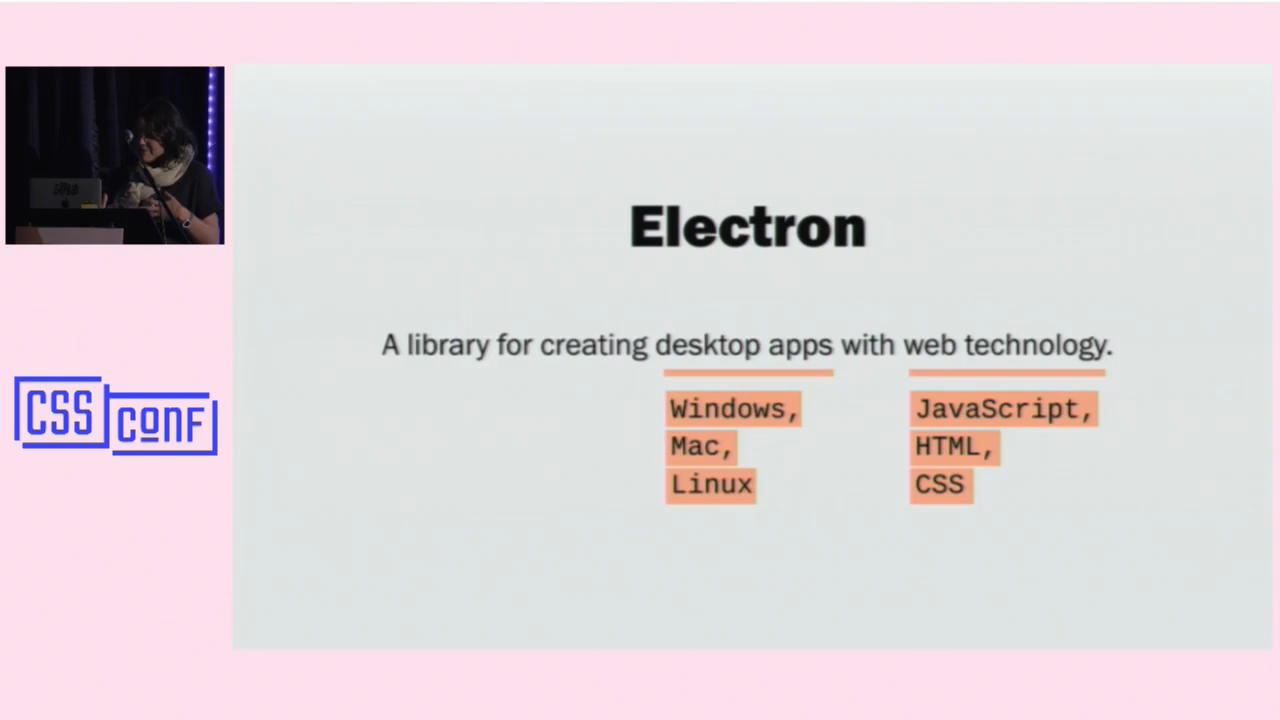 Electron
A library for creating desktop apps with web technology.
Windows,
Mac,
Linux
JavaScript,
HTML,
CSS
CSS
CONF